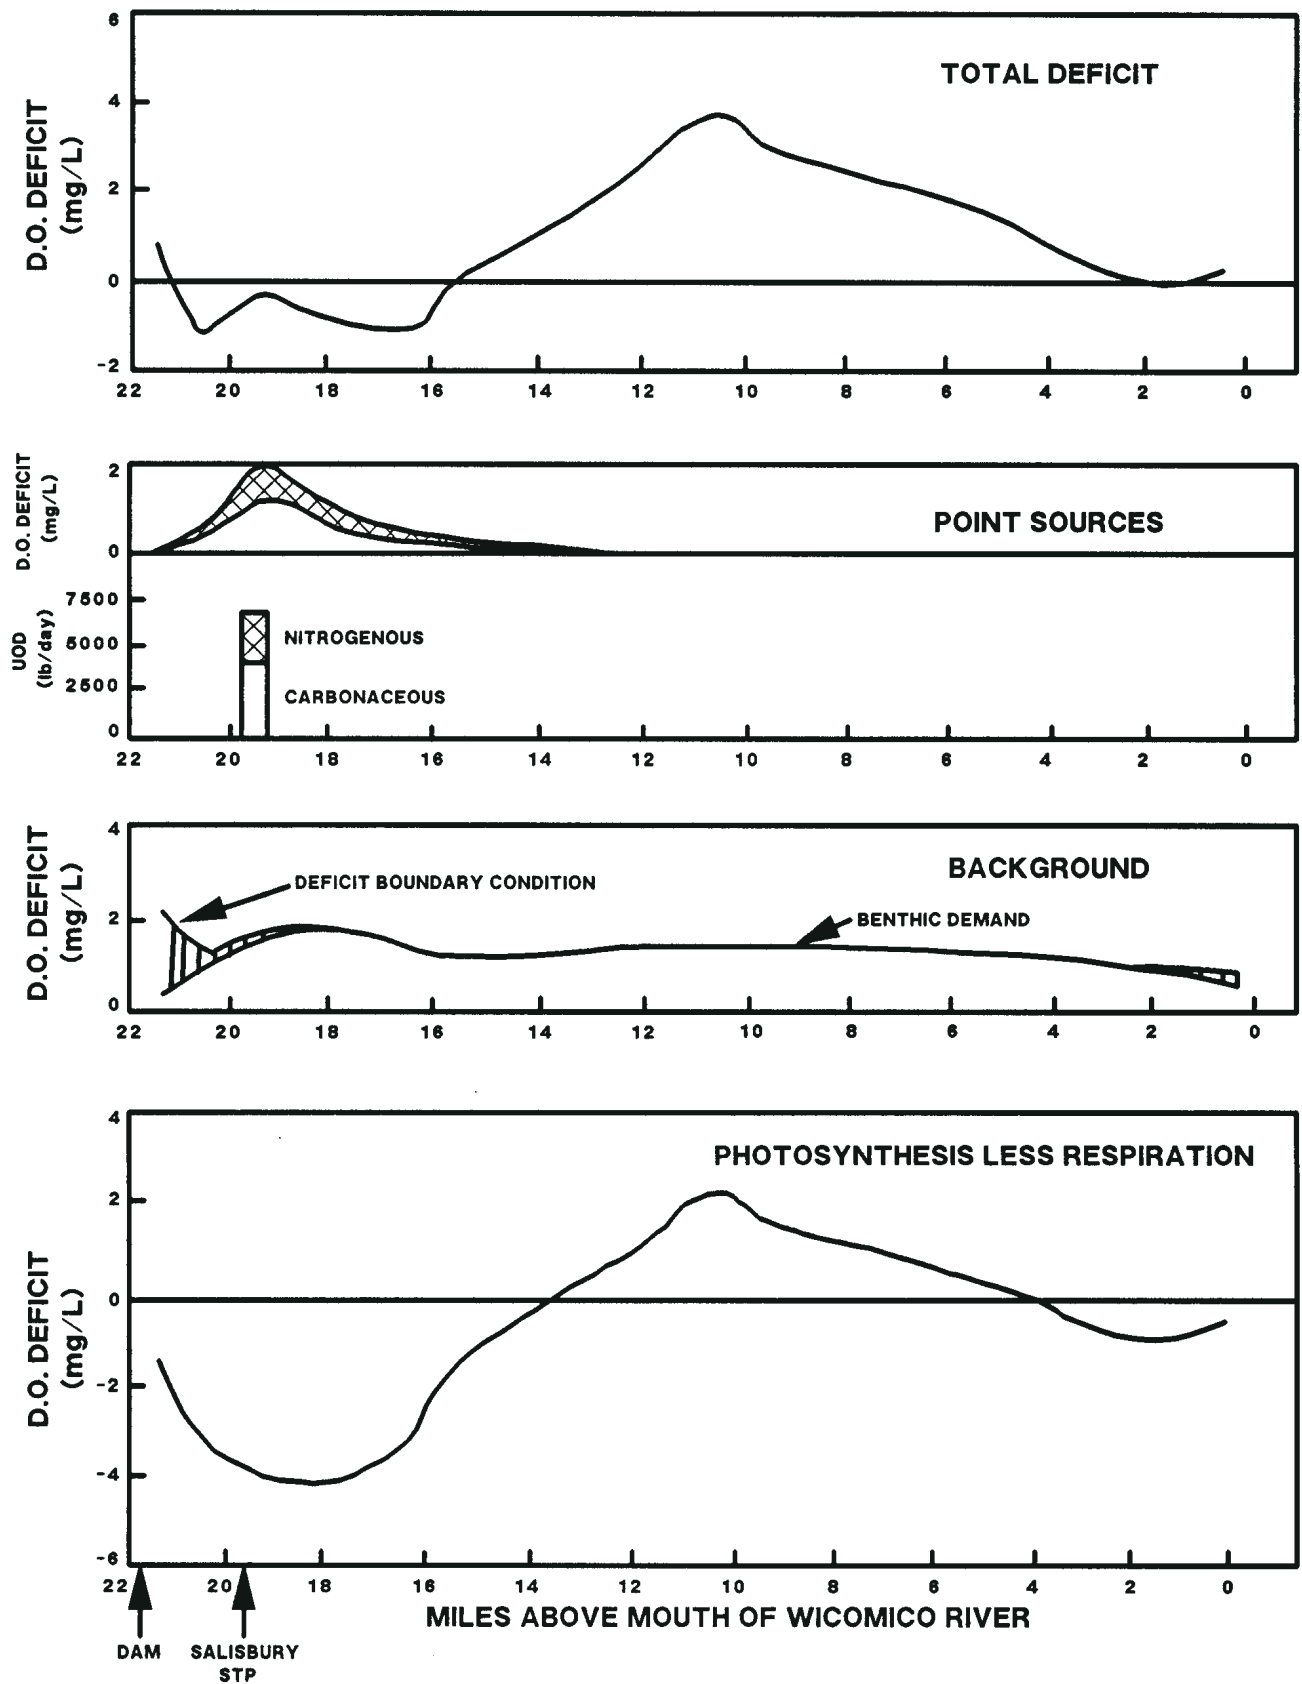 6
TOTAL DEFICIT
4
2
0
-2
D.O. DEFICIT
(mg/L)
22 20 18 16 14 12 10 8 6 4 2 0
D.O. DEFICIT
(mg/L)
2
0
POINT SOURCES
UOD
(lb/day)
7500
5000
2500
0
NITROGENOUS
CARBONACEOUS
22 20 18 16 14 12 10 8 6 4 2 0
D.O. DEFICIT
(mg/L)
4
2
0
BACKGROUND
DEFICIT BOUNDARY CONDITION
BENTHIC DEMAND
22 20 18 16 14 12 10 8 6 4 2 0
D.O. DEFICIT
(mg/L)
4
2
0
-2
-4
-6
PHOTOSYNTHESIS LESS RESPIRATION
22 20 18 16 14 12 10 8 6 4 2 0
MILES ABOVE MOUTH OF WICOMICO RIVER
DAM
SALISBURY
STP